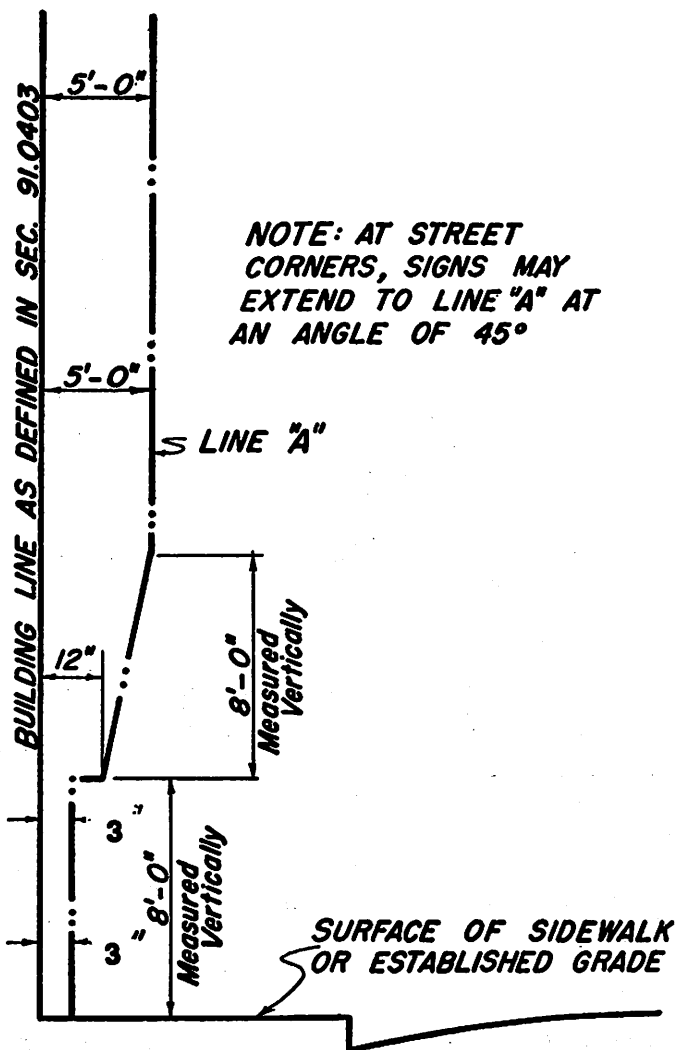 5'-0"
BUILDING LINE AS DEFINED IN SEC. 91.0403
NOTE: AT STREET
CORNERS, SIGNS MAY
EXTEND TO LINE "A" AT
AN ANGLE OF 45°
5'-0"
LINE "A"
12"
8'-0"
Measured
Vertically
3"
8'-0"
Measured
Vertically
3"
SURFACE OF SIDEWALK
OR ESTABLISHED GRADE